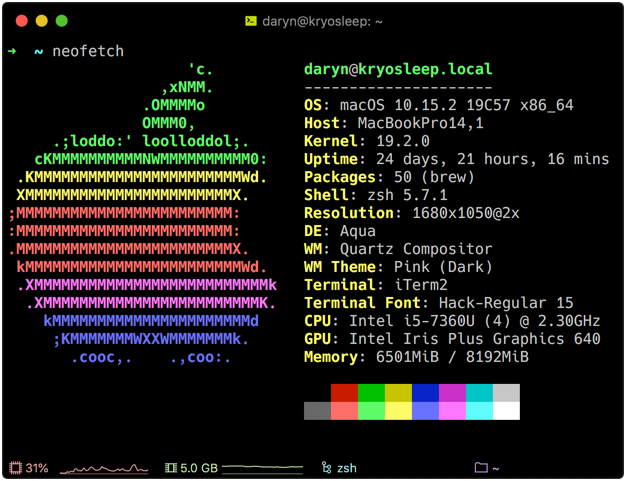 daryn@kryosleep: ~
➜ ~ neofetch
'c.
,xNMM.
.OMMMMo
OMMM0,
.;loddo:' loolloddol;.
cKMMMMMMMMMMNWMMMMMMMMMM0:
.KMMMMMMMMMMMMMMMMMMMMMMMWd.
XMMMMMMMMMMMMMMMMMMMMMMMX.
;MMMMMMMMMMMMMMMMMMMMMMMM:
:MMMMMMMMMMMMMMMMMMMMMMMM:
.MMMMMMMMMMMMMMMMMMMMMMMMX.
kMMMMMMMMMMMMMMMMMMMMMMMMWd.
.XMMMMMMMMMMMMMMMMMMMMMMMMMMk
.XMMMMMMMMMMMMMMMMMMMMMMMMK.
kMMMMMMMMMMMMMMMMMMMMMMd
;KMMMMMMMWXXWMMMMMMMk.
.cooc,. .,coo:.
daryn@kryosleep.local
---------------------
OS: macOS 10.15.2 19C57 x86_64
Host: MacBookPro14,1
Kernel: 19.2.0
Uptime: 24 days, 21 hours, 16 mins
Packages: 50 (brew)
Shell: zsh 5.7.1
Resolution: 1680x1050@2x
DE: Aqua
WM: Quartz Compositor
WM Theme: Pink (Dark)
Terminal: iTerm2
Terminal Font: Hack-Regular 15
CPU: Intel i5-7360U (4) @ 2.30GHz
GPU: Intel Iris Plus Graphics 640
Memory: 6501MiB / 8192MiB
31% 5.0 GB zsh ~